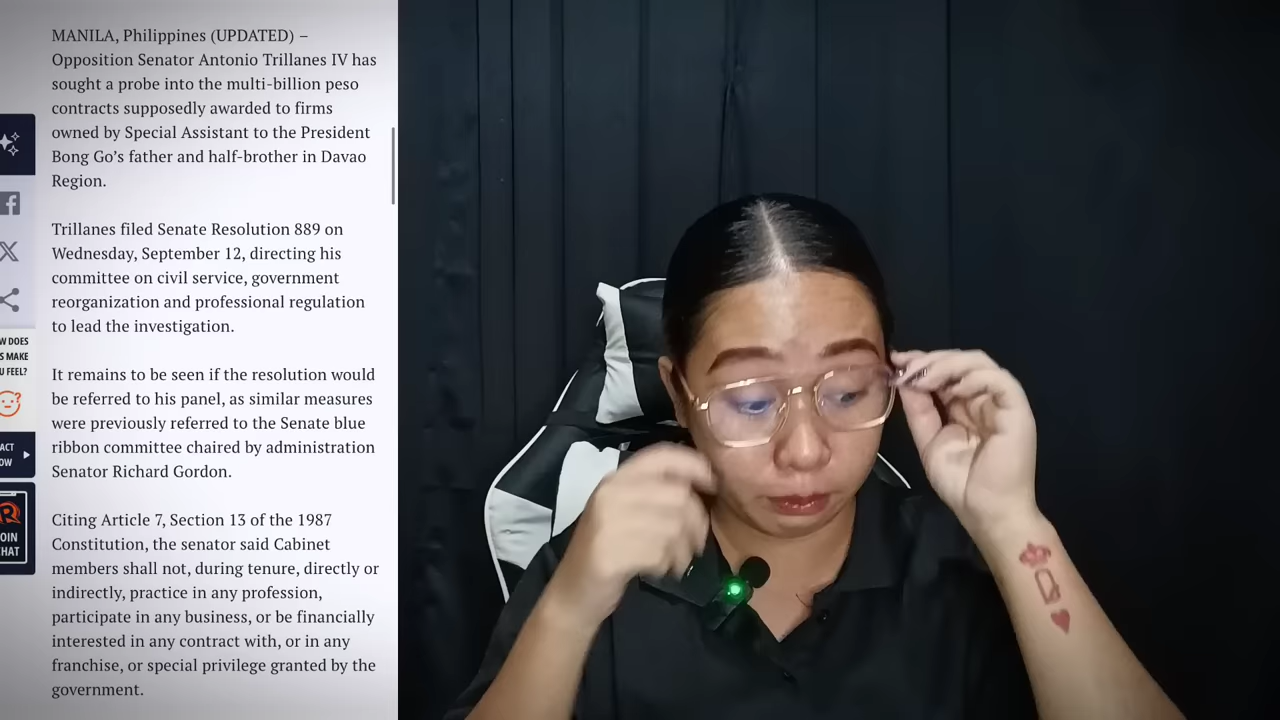 MANILA, Philippines (UPDATED) –
Opposition Senator Antonio Trillanes IV has
sought a probe into the multi-billion peso
contracts supposedly awarded to firms
owned by Special Assistant to the President
Bong Go’s father and half-brother in Davao
Region.
Trillanes filed Senate Resolution 889 on
Wednesday, September 12, directing his
committee on civil service, government
reorganization and professional regulation
to lead the investigation.
It remains to be seen if the resolution would
be referred to his panel, as similar measures
were previously referred to the Senate blue
ribbon committee chaired by administration
Senator Richard Gordon.
Citing Article 7, Section 13 of the 1987
Constitution, the senator said Cabinet
members shall not, during tenure, directly or
indirectly, practice in any profession,
participate in any business, or be financially
interested in any contract with, or in any
franchise, or special privilege granted by the
government.
W DOES
S MAKE
U FEEL?
ACT
OW
OIN
HAT